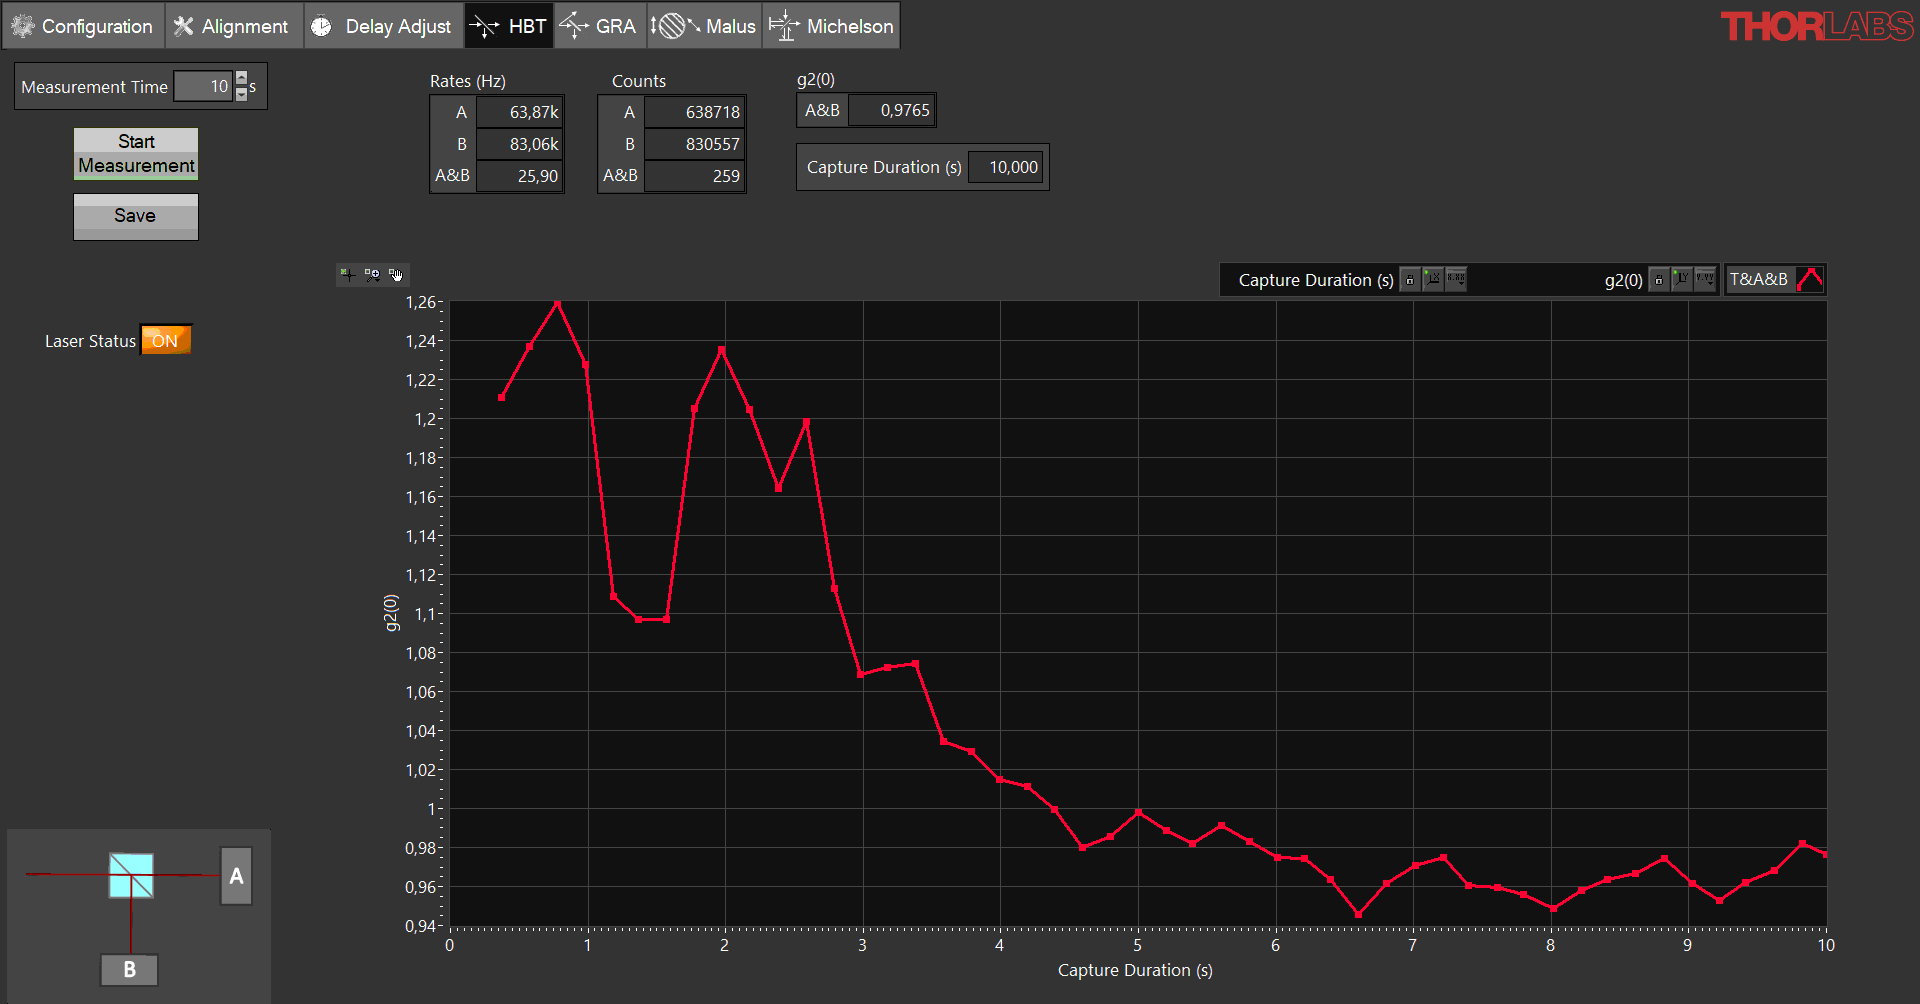 Configuration
Alignment
Delay Adjust
HBT
GRA
Malus
Michelson
THORLABS
Measurement Time 10 s
Start
Measurement
Save
Rates (Hz)
A 63,87k
B 83,06k
A&B 25,90
Counts
A 638718
B 830557
A&B 259
g2(0)
A&B 0,9765
Capture Duration (s) 10,000
Laser Status ON
Capture Duration (s)
g2(0)
T&A&B
1,26
1,24
1,22
1,2
1,18
1,16
1,14
1,12
1,1
1,08
1,06
1,04
1,02
1
0,98
0,96
0,94
g2(0)
0 1 2 3 4 5 6 7 8 9 10
Capture Duration (s)
A
B